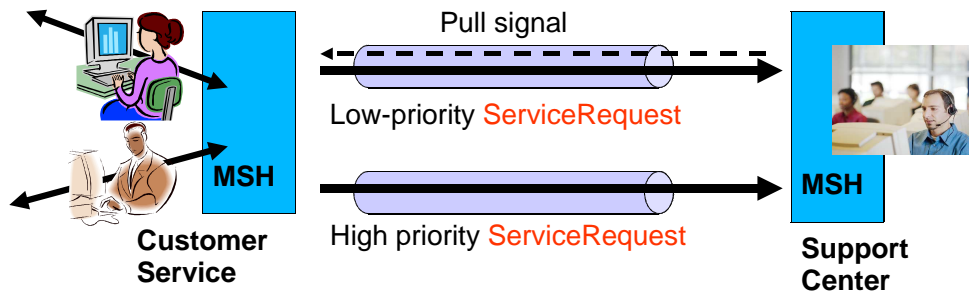 Pull signal
Low-priority ServiceRequest
MSH
MSH
High priority ServiceRequest
Customer
Service
Support
Center